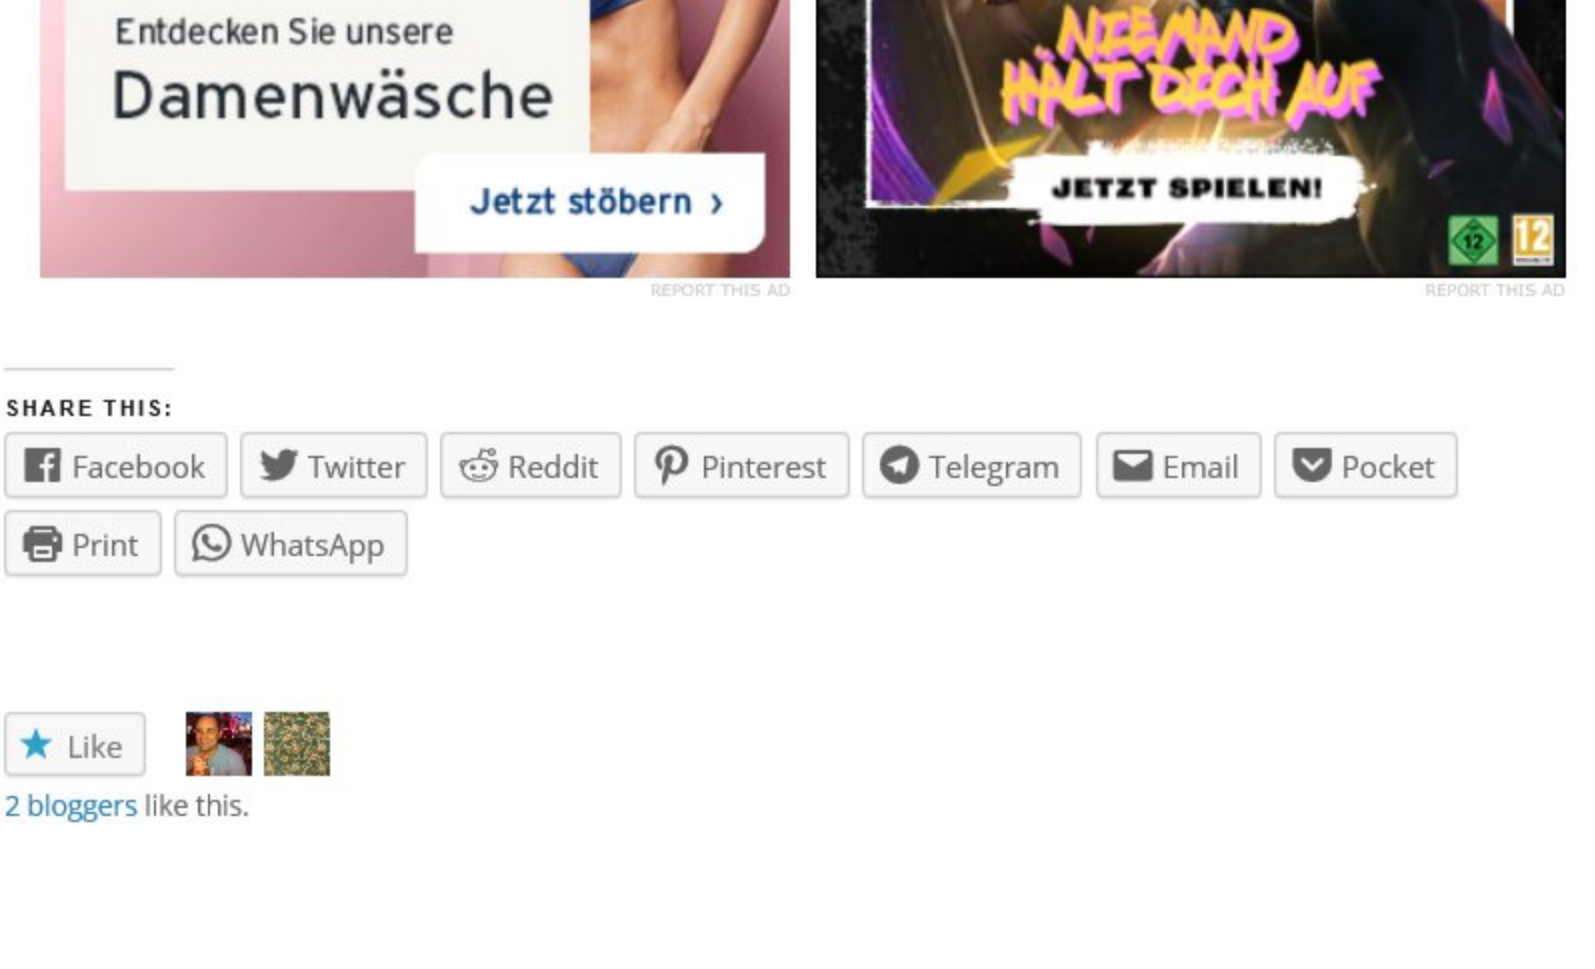 Entdecken Sie unsere
Damenwäsche
Jetzt stöbern ›
REPORT THIS AD
NIEMAND
HÄLT DICH AUF
JETZT SPIELEN!
12
12
REPORT THIS AD
SHARE THIS:
Facebook Twitter Reddit Pinterest Telegram Email Pocket
Print WhatsApp
Like
2 bloggers like this.